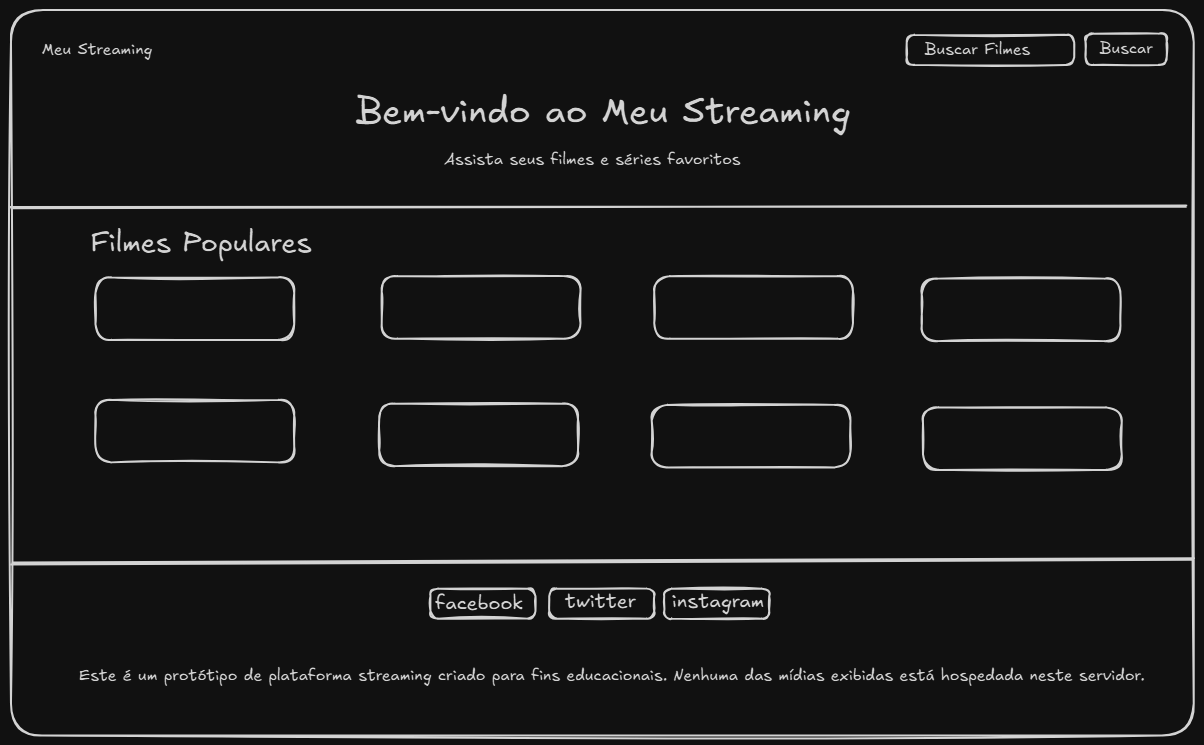 Meu Streaming
Buscar Filmes
Buscar
Bem-vindo ao Meu Streaming
Assista seus filmes e séries favoritos
Filmes Populares
facebook
twitter
instagram
Este é um protótipo de plataforma streaming criado para fins educacionais. Nenhuma das mídias exibidas está hospedada neste servidor.